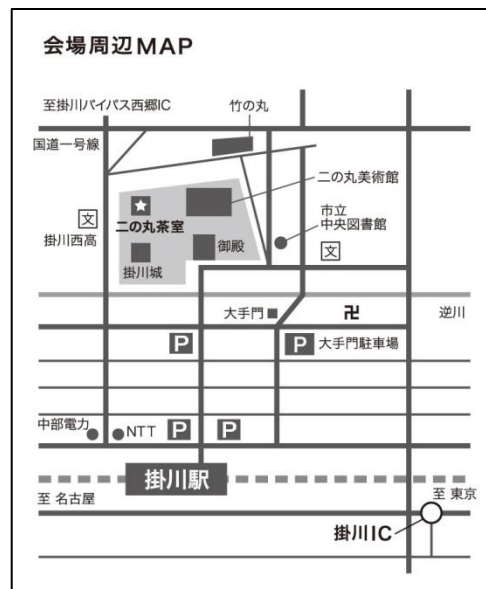 会場周辺MAP
至掛川バイパス西郷IC
竹の丸
国道一号線
二の丸美術館
文
二の丸茶室
市立
中央図書館
掛川西高
御殿
文
掛川城
大手門
卍
逆川
P
P
大手門駐車場
中部電力
NTT
P
P
掛川駅
至 名古屋
至 東京
掛川IC